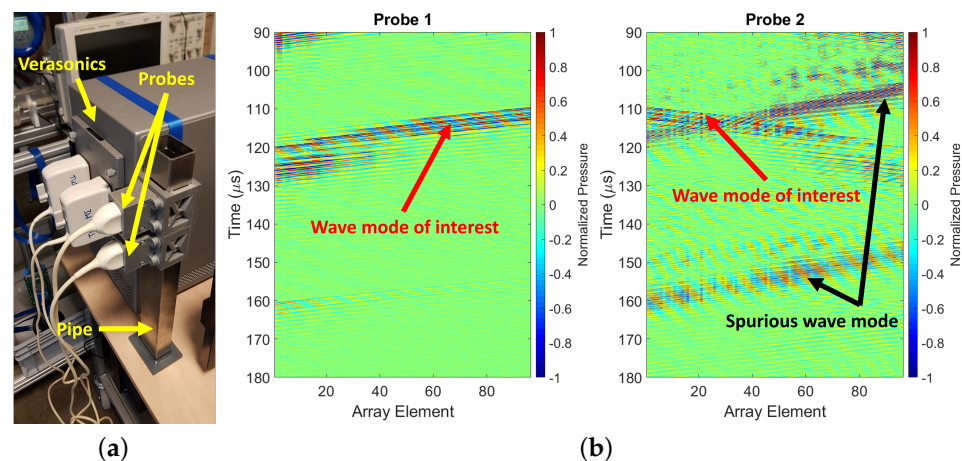 Verasonics
Probes
Pipe
(a)
Probe 1
90
100
110
120
130
140
150
160
170
180
Time (μs)
20 40 60 80
Array Element
Wave mode of interest
1
0.8
0.6
0.4
0.2
0
-0.2
-0.4
-0.6
-0.8
-1
Normalized Pressure
Probe 2
90
100
110
120
130
140
150
160
170
180
Time (μs)
20 40 60 80
Array Element
Wave mode of interest
Spurious wave mode
1
0.8
0.6
0.4
0.2
0
-0.2
-0.4
-0.6
-0.8
-1
Normalized Pressure
(b)